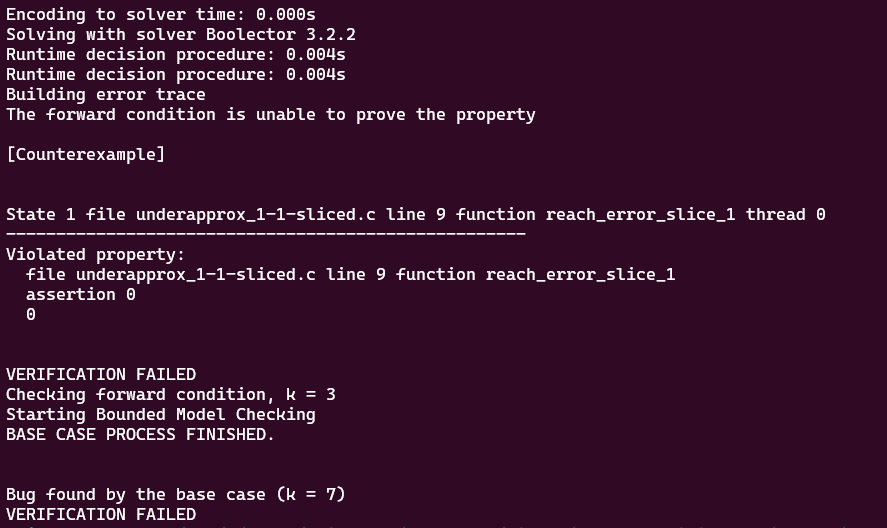 Encoding to solver time: 0.000s
Solving with solver Boolector 3.2.2
Runtime decision procedure: 0.004s
Runtime decision procedure: 0.004s
Building error trace
The forward condition is unable to prove the property
[Counterexample]
State 1 file underapprox_1-1-sliced.c line 9 function reach_error_slice_1 thread 0
----------------------------------------------------
Violated property:
  file underapprox_1-1-sliced.c line 9 function reach_error_slice_1
  assertion 0
  0
VERIFICATION FAILED
Checking forward condition, k = 3
Starting Bounded Model Checking
BASE CASE PROCESS FINISHED.
Bug found by the base case (k = 7)
VERIFICATION FAILED